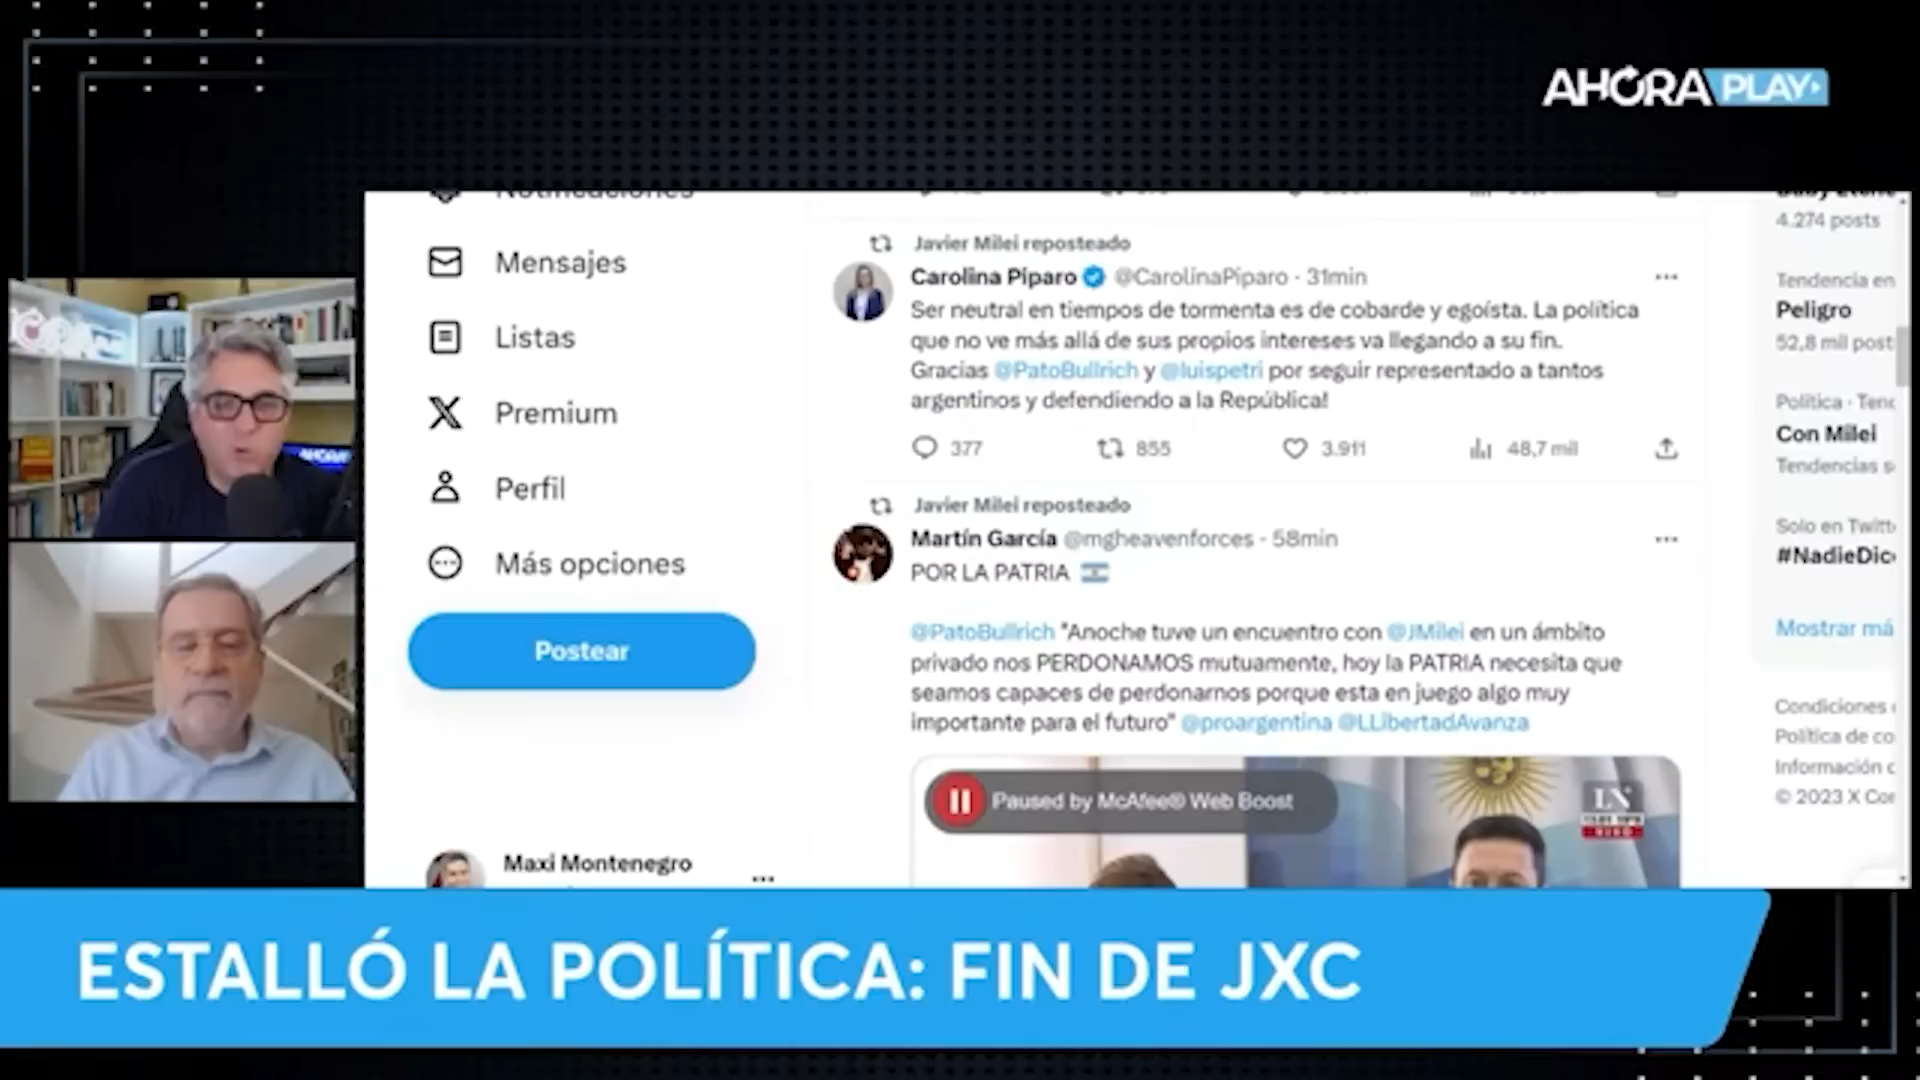 AHORA PLAY
Notificaciones
Mensajes
Listas
Premium
Perfil
Más opciones
Postear
Maxi Montenegro
Javier Milei reposteado
Carolina Píparo @CarolinaPiparo · 31min
Ser neutral en tiempos de tormenta es de cobarde y egoísta. La política
que no ve más allá de sus propios intereses va llegando a su fin.
Gracias @PatoBullrich y @luispetri por seguir representado a tantos
argentinos y defendiendo a la República!
377 855 3.911 48,7 mil
Javier Milei reposteado
Martín García @mgheavenforces · 58min
POR LA PATRIA
@PatoBullrich "Anoche tuve un encuentro con @JMilei en un ámbito
privado nos PERDONAMOS mutuamente, hoy la PATRIA necesita que
seamos capaces de perdonarnos porque esta en juego algo muy
importante para el futuro" @proargentina @LLibertadAvanza
Paused by McAfee® Web Boost
LN
VIVO
4.274 posts
Tendencia en
Peligro
52,8 mil post
Política · Tend
Con Milei
Tendencias s
Solo en Twitt
#NadieDic
Mostrar má
Condiciones
Política de co
Información
© 2023 X Cor
AHORA
ESTALLÓ LA POLÍTICA: FIN DE JXC